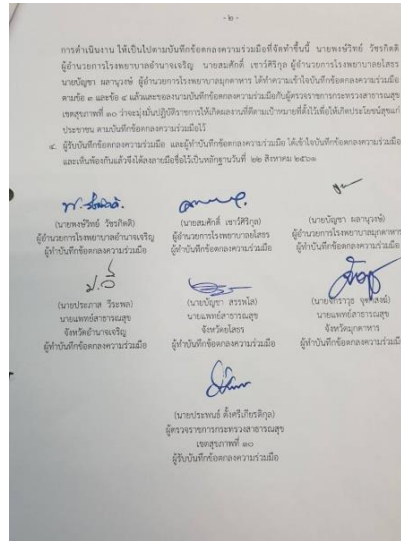 - ๒ -
การดำเนินงาน ให้เป็นไปตามบันทึกข้อตกลงความร่วมมือที่จัดทำขึ้นนี้ นายพงษ์วิทย์ วัชรกิตติ
ผู้อำนวยการโรงพยาบาลอำนาจเจริญ นายสมศักดิ์ เชาว์ศิริกุล ผู้อำนวยการโรงพยาบาลยโสธร
นายบัญชา ผลานุวงษ์ ผู้อำนวยการโรงพยาบาลมุกดาหาร ได้ทำความเข้าใจบันทึกข้อตกลงความร่วมมือ
ตามข้อ ๓ และข้อ ๔ แล้วและขอลงนามบันทึกข้อตกลงความร่วมมือกับผู้ตรวจราชการกระทรวงสาธารณสุข
เขตสุขภาพที่ ๑๐ ว่าจะมุ่งมั่นปฏิบัติราชการให้เกิดผลงานที่ดีตามเป้าหมายที่ตั้งไว้เพื่อให้เกิดประโยชน์สุขแก่
ประชาชน ตามบันทึกข้อตกลงความร่วมมือไว้
๔. ผู้รับบันทึกข้อตกลงความร่วมมือ และผู้ทำบันทึกข้อตกลงความร่วมมือ ได้เข้าใจบันทึกข้อตกลงความร่วมมือ
และเห็นพ้องกันแล้วจึงได้ลงลายมือชื่อไว้เป็นหลักฐานวันที่ ๒๒ สิงหาคม ๒๕๖๑
(นายพงษ์วิทย์ วัชรกิตติ) (นายสมศักดิ์ เชาว์ศิริกุล) (นายบัญชา ผลานุวงษ์)
ผู้อำนวยการโรงพยาบาลอำนาจเจริญ ผู้อำนวยการโรงพยาบาลยโสธร ผู้อำนวยการโรงพยาบาลมุกดาหาร
ผู้ทำบันทึกข้อตกลงความร่วมมือ ผู้ทำบันทึกข้อตกลงความร่วมมือ ผู้ทำบันทึกข้อตกลงความร่วมมือ
(นายประภาส วีระพล) (นายบัญชา สรรพโส)
นายแพทย์สาธารณสุข นายแพทย์สาธารณสุข นายแพทย์สาธารณสุข
จังหวัดอำนาจเจริญ จังหวัดยโสธร จังหวัดมุกดาหาร
ผู้ทำบันทึกข้อตกลงความร่วมมือ ผู้ทำบันทึกข้อตกลงความร่วมมือ ผู้ทำบันทึกข้อตกลงความร่วมมือ
(นายประพนธ์ ตั้งศรีเกียรติกุล)
ผู้ตรวจราชการกระทรวงสาธารณสุข
เขตสุขภาพที่ ๑๐
ผู้รับบันทึกข้อตกลงความร่วมมือ